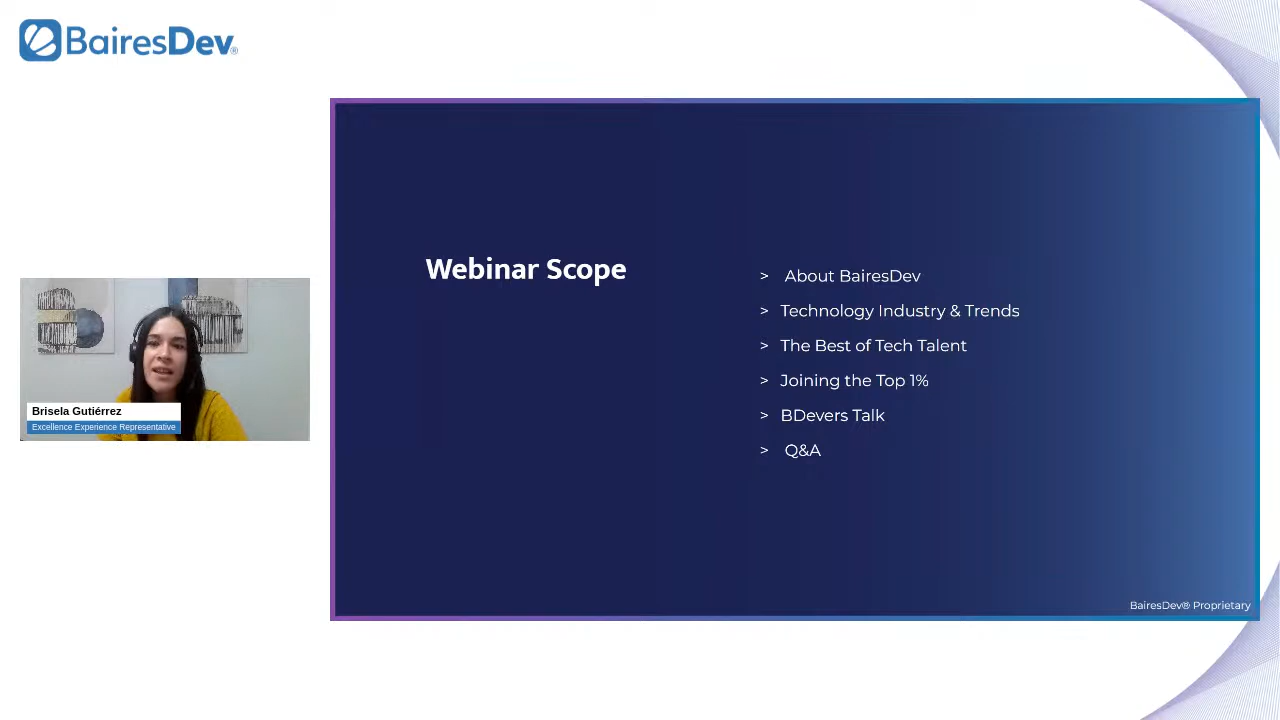 BairesDev®
Webinar Scope
> About BairesDev
> Technology Industry & Trends
> The Best of Tech Talent
> Joining the Top 1%
> BDevers Talk
> Q&A
Brisela Gutiérrez
Excellence Experience Representative
BairesDev® Proprietary